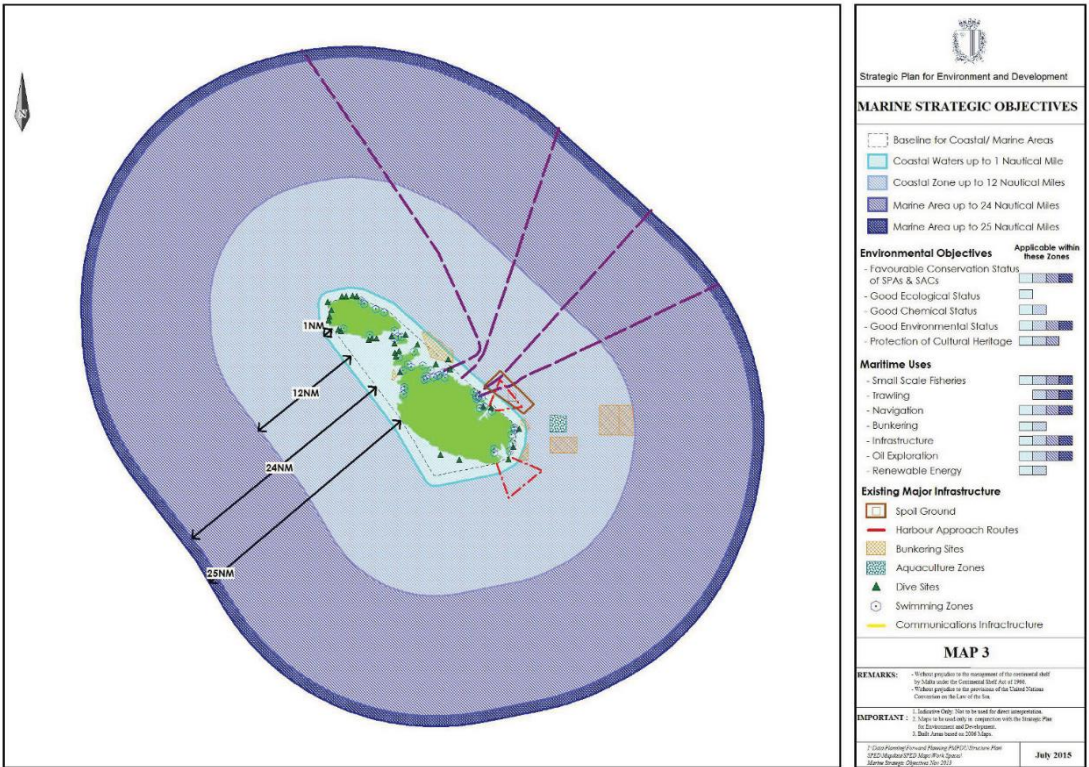 1NM
12NM
24NM
25NM
Strategic Plan for Environment and Development
MARINE STRATEGIC OBJECTIVES
Baseline for Coastal/ Marine Areas
Coastal Waters up to 1 Nautical Mile
Coastal Zone up to 12 Nautical Miles
Marine Area up to 24 Nautical Miles
Marine Area up to 25 Nautical Miles
Environmental Objectives
Applicable within
these Zones
- Favourable Conservation Status
of SPAs & SACs
- Good Ecological Status
- Good Chemical Status
- Good Environmental Status
- Protection of Cultural Heritage
Maritime Uses
- Small Scale Fisheries
- Trawling
- Navigation
- Bunkering
- Infrastructure
- Oil Exploration
- Renewable Energy
Existing Major Infrastructure
Spoil Ground
Harbour Approach Routes
Bunkering Sites
Aquaculture Zones
Dive Sites
Swimming Zones
Communications Infrastructure
MAP 3
REMARKS:
- Without prejudice to the management of the continental shelf
by Malta under the Continental Shelf Act of 1966.
- Without prejudice to the provisions of the United Nations
Convention on the Law of the Sea.
IMPORTANT :
1. Indicative Only: Not to be used for direct interpretation.
2. Maps to be used only in conjunction with the Strategic Plan
for Environment and Development.
3. Built Areas based on 2006 Maps.
Marine Strategic Objectives Nov 2013
July 2015